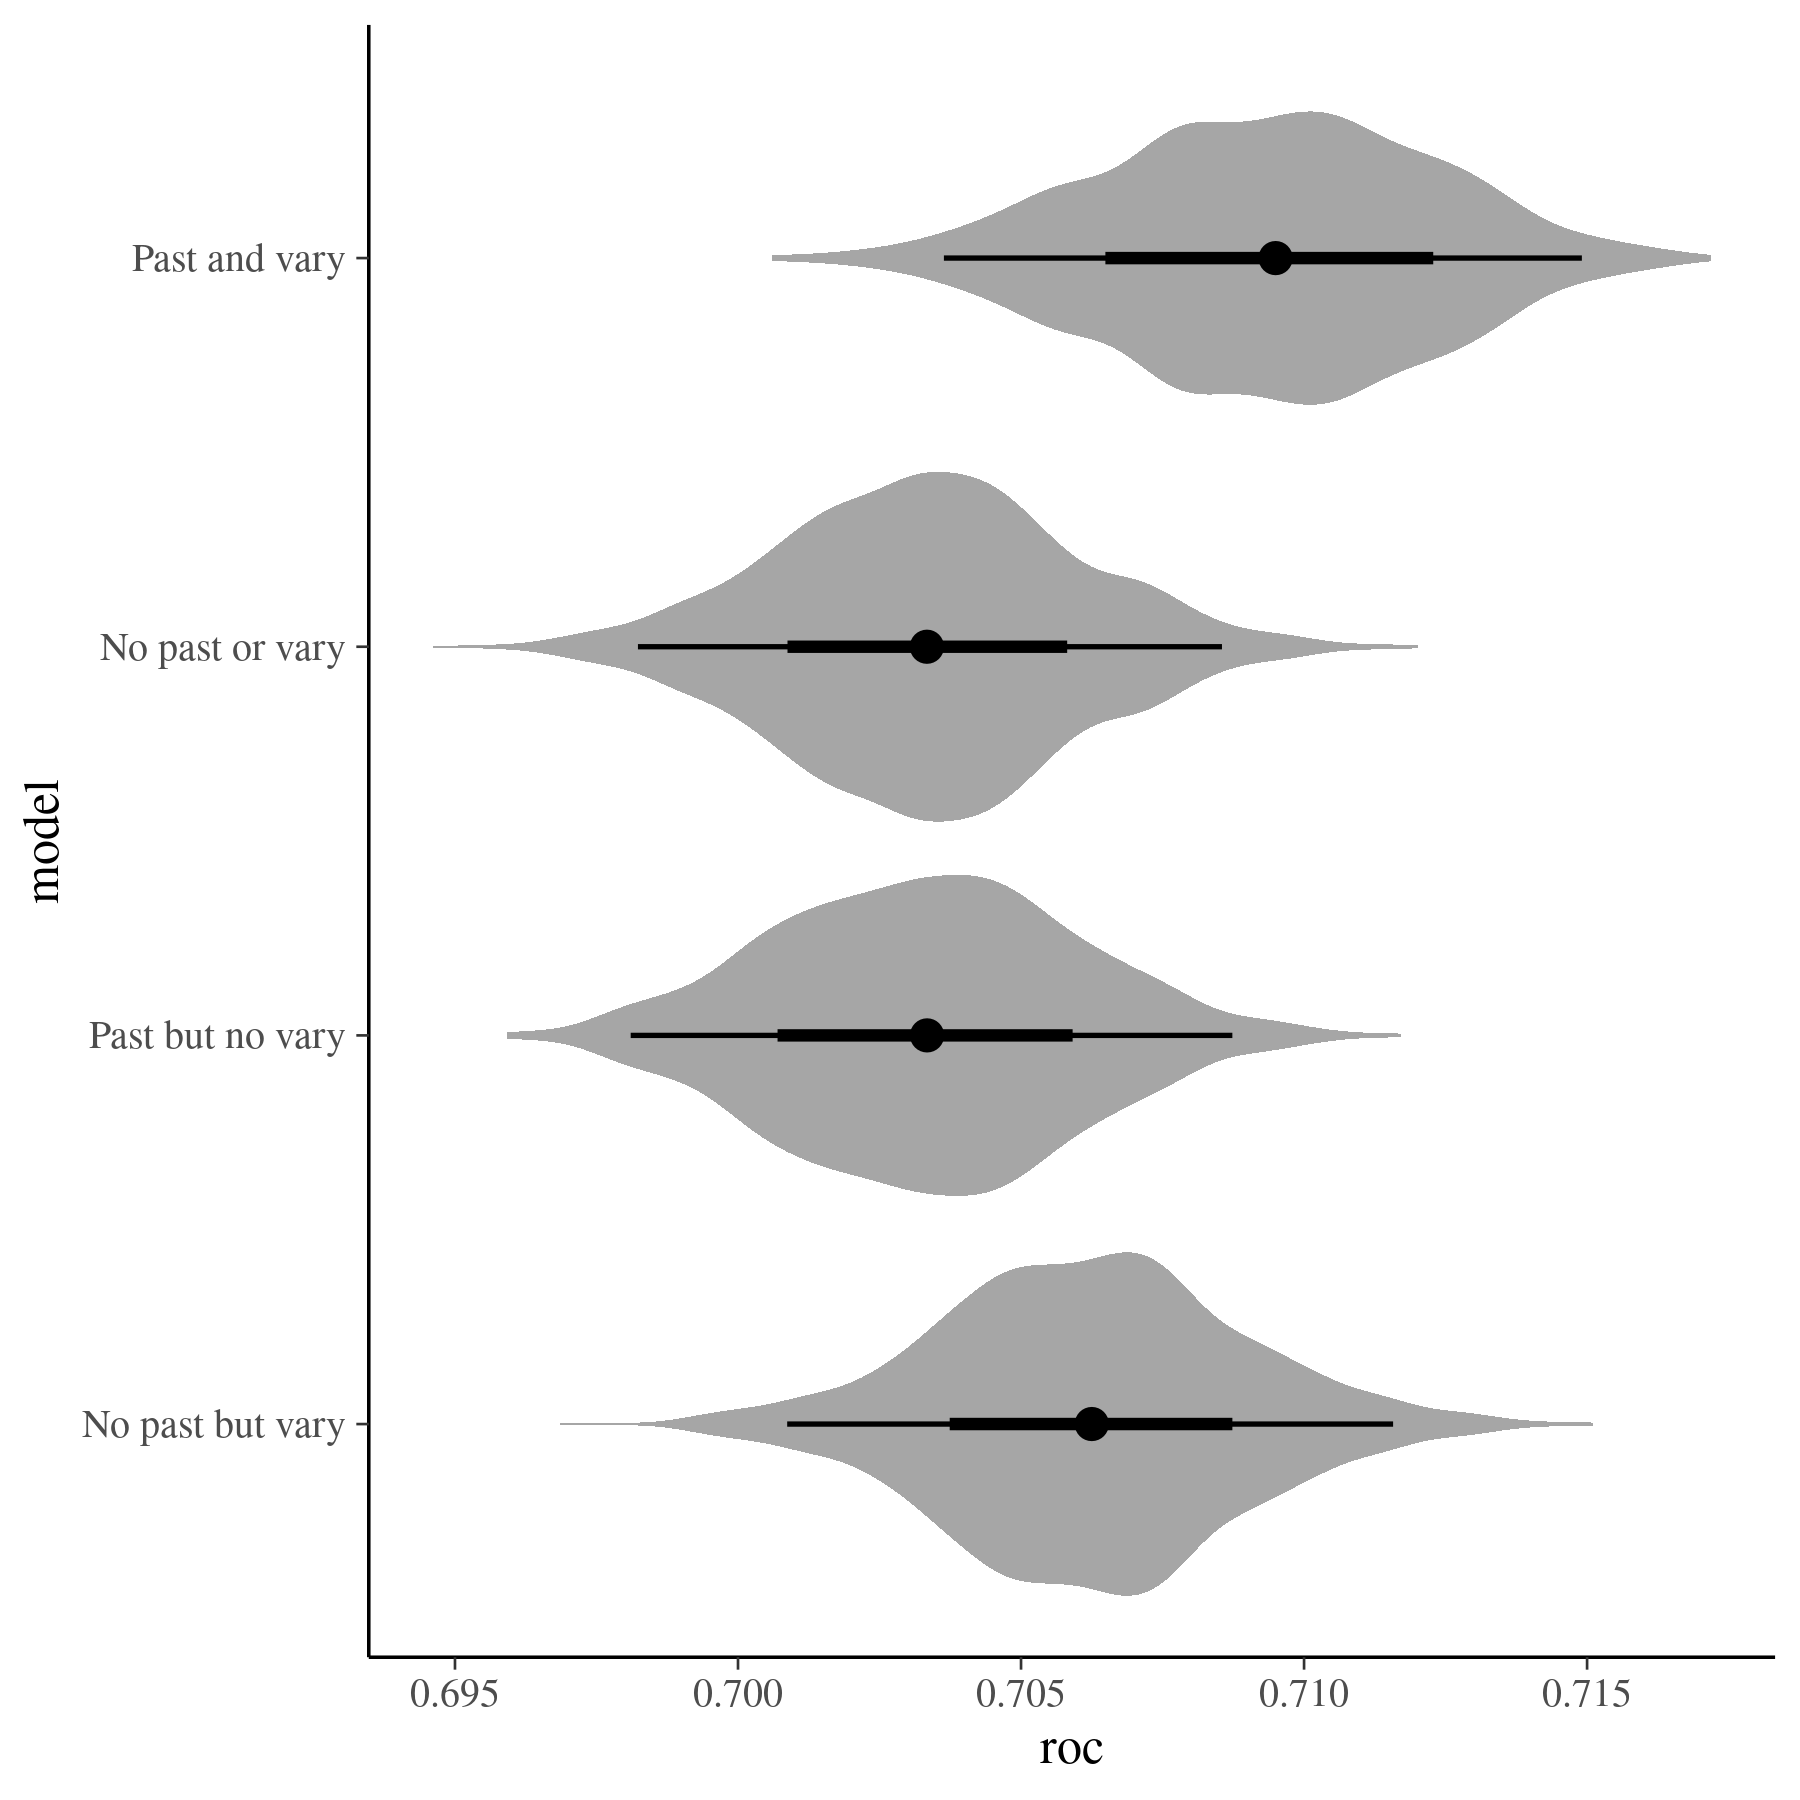 Past and vary
No past or vary
Past but no vary
No past but vary
model
0.695 0.700 0.705 0.710 0.715
roc